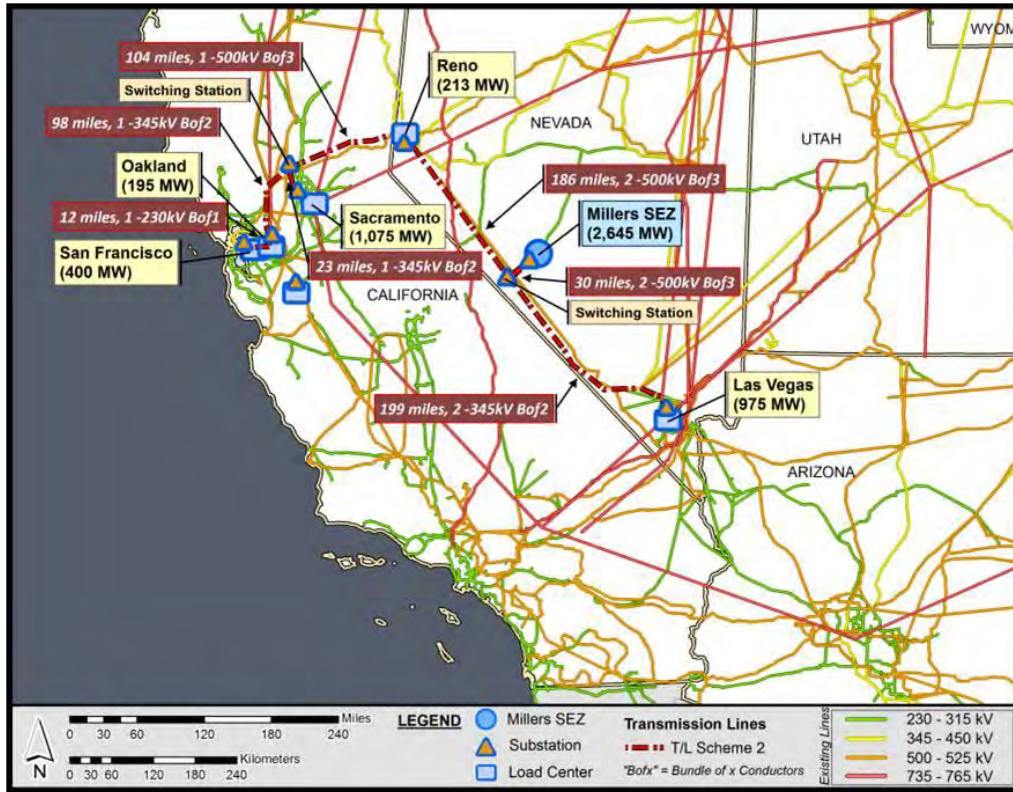 WYOM
104 miles, 1 -500kV Bof3
Reno
(213 MW)
Switching Station
NEVADA
98 miles, 1 -345kV Bof2
UTAH
Oakland
(195 MW)
186 miles, 2 -500kV Bof3
12 miles, 1 -230kV Bof1
Sacramento
(1,075 MW)
Millers SEZ
(2,645 MW)
San Francisco
(400 MW)
23 miles, 1 -345kV Bof2
30 miles, 2 -500kV Bof3
CALIFORNIA
Switching Station
Las Vegas
(975 MW)
199 miles, 2 -345kV Bof2
ARIZONA
N
Miles
0 30 60 120 180 240
Kilometers
0 30 60 120 180 240
LEGEND
Millers SEZ
Substation
Load Center
Transmission Lines
T/L Scheme 2
"Bofx" = Bundle of x Conductors
Existing Lines
230 - 315 kV
345 - 450 kV
500 - 525 kV
735 - 765 kV